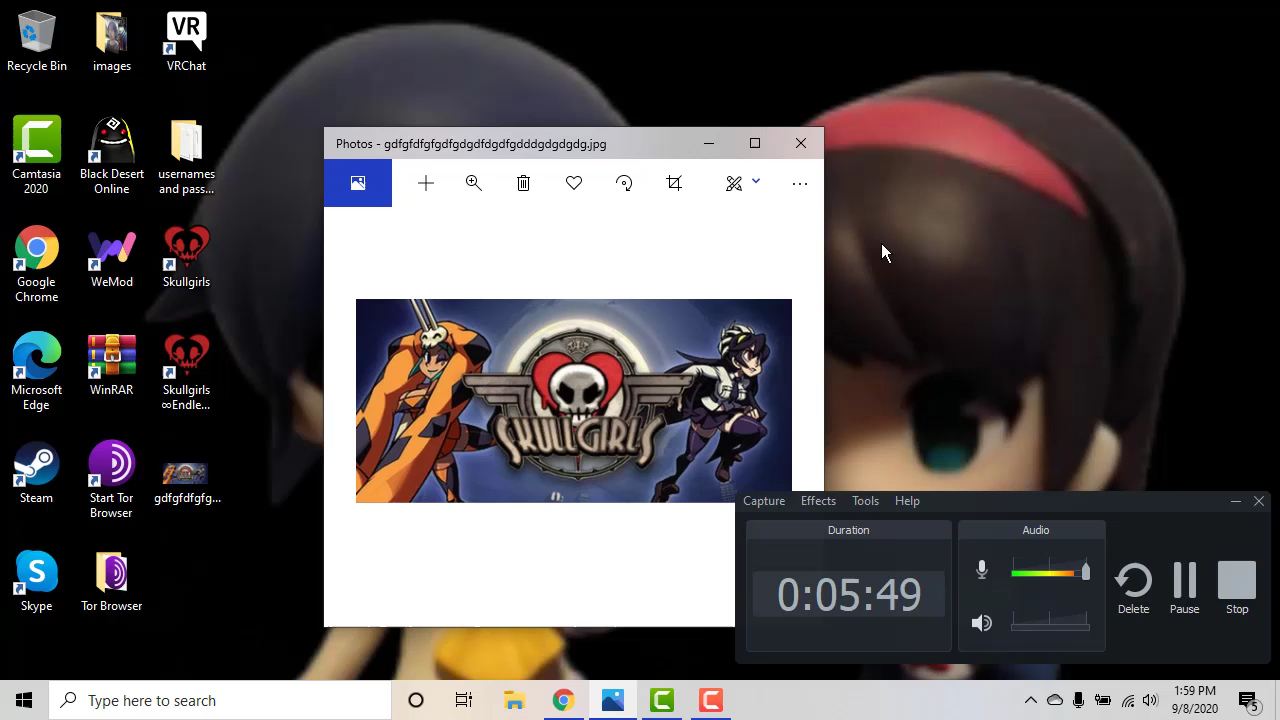 Recycle Bin
images
VR
VRChat
Camtasia
2020
Black Desert
Online
usernames
and pass...
Google
Chrome
WeMod
Skullgirls
Microsoft
Edge
WinRAR
Skullgirls
∞Endle...
Steam
Start Tor
Browser
gdfgfdfgfg...
Skype
Tor Browser
Photos - gdfgfdfgfgfdgfdgdgdfdgdfgdddgdgdgdg.jpg
SKULLGIRLS
Capture
Effects
Tools
Help
Duration
Audio
0:05:49
Delete
Pause
Stop
Type here to search
1:59 PM
9/8/2020
5